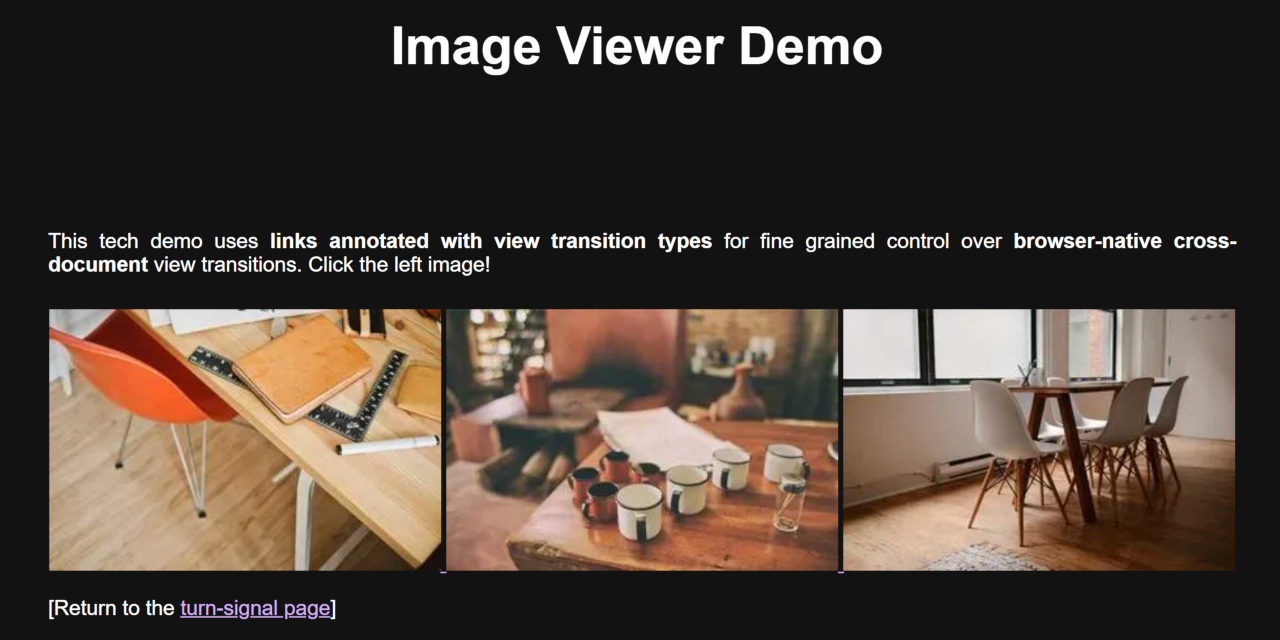 Image Viewer Demo
This tech demo uses links annotated with view transition types for fine grained control over browser-native cross-
document view transitions. Click the left image!
[Return to the turn-signal page]